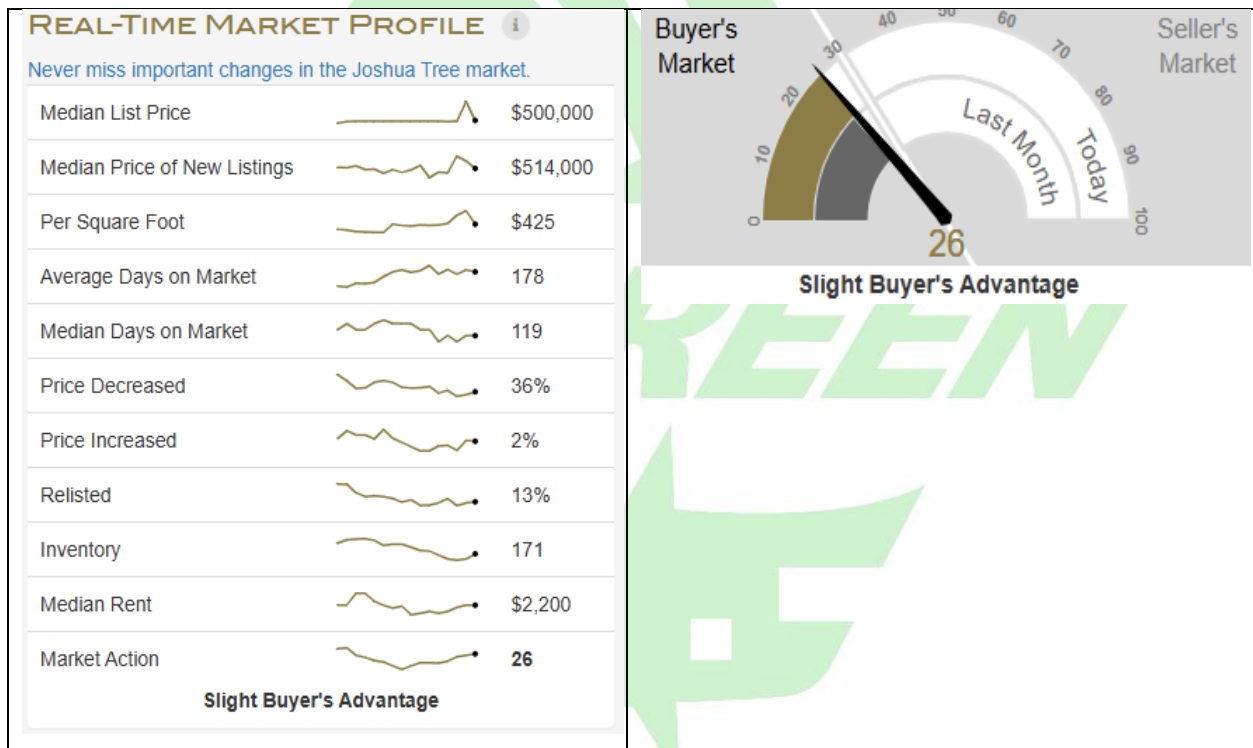 REAL-TIME MARKET PROFILE i
Never miss important changes in the Joshua Tree market.
Median List Price $500,000
Median Price of New Listings $514,000
Per Square Foot $425
Average Days on Market 178
Median Days on Market 119
Price Decreased 36%
Price Increased 2%
Relisted 13%
Inventory 171
Median Rent $2,200
Market Action 26
Slight Buyer's Advantage
Buyer's
Market
Seller's
Market
0
10
20
30
40
50
60
70
80
90
100
Last Month
Today
26
Slight Buyer's Advantage